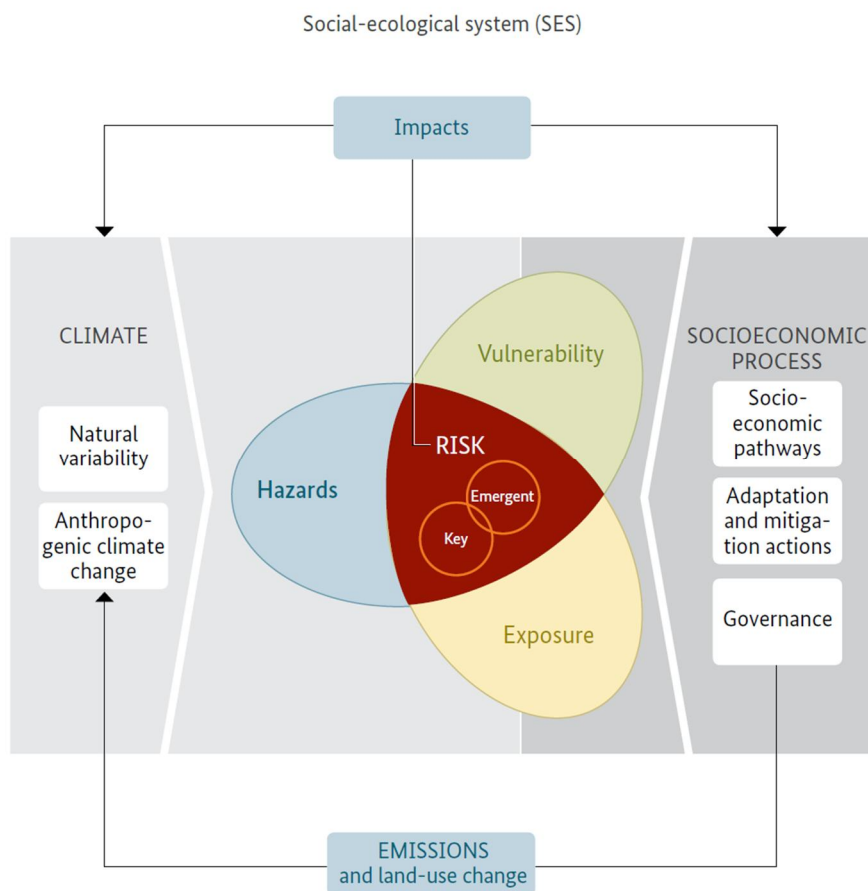 Social-ecological system (SES)
Impacts
CLIMATE
Natural
variability
Anthropo-
genic climate
change
Hazards
Vulnerability
RISK
Emergent
Key
Exposure
SOCIOECONOMIC
PROCESS
Socio-
economic
pathways
Adaptation
and mitiga-
tion actions
Governance
EMISSIONS
and land-use change